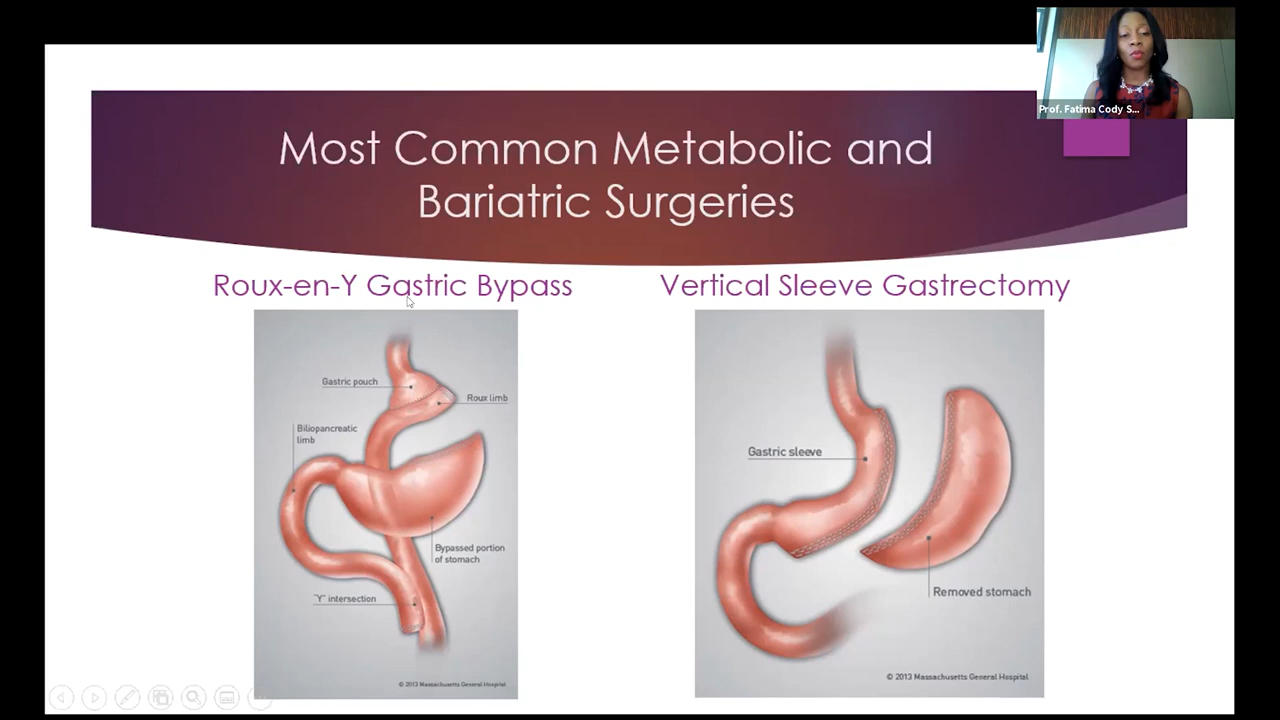 Prof. Fatima Cody S...
Most Common Metabolic and
Bariatric Surgeries
Roux-en-Y Gastric Bypass
Gastric pouch
Roux limb
Biliopancreatic
limb
Bypassed portion
of stomach
"Y" intersection
© 2013 Massachusetts General Hospital
Vertical Sleeve Gastrectomy
Gastric sleeve
Removed stomach
© 2013 Massachusetts General Hospital